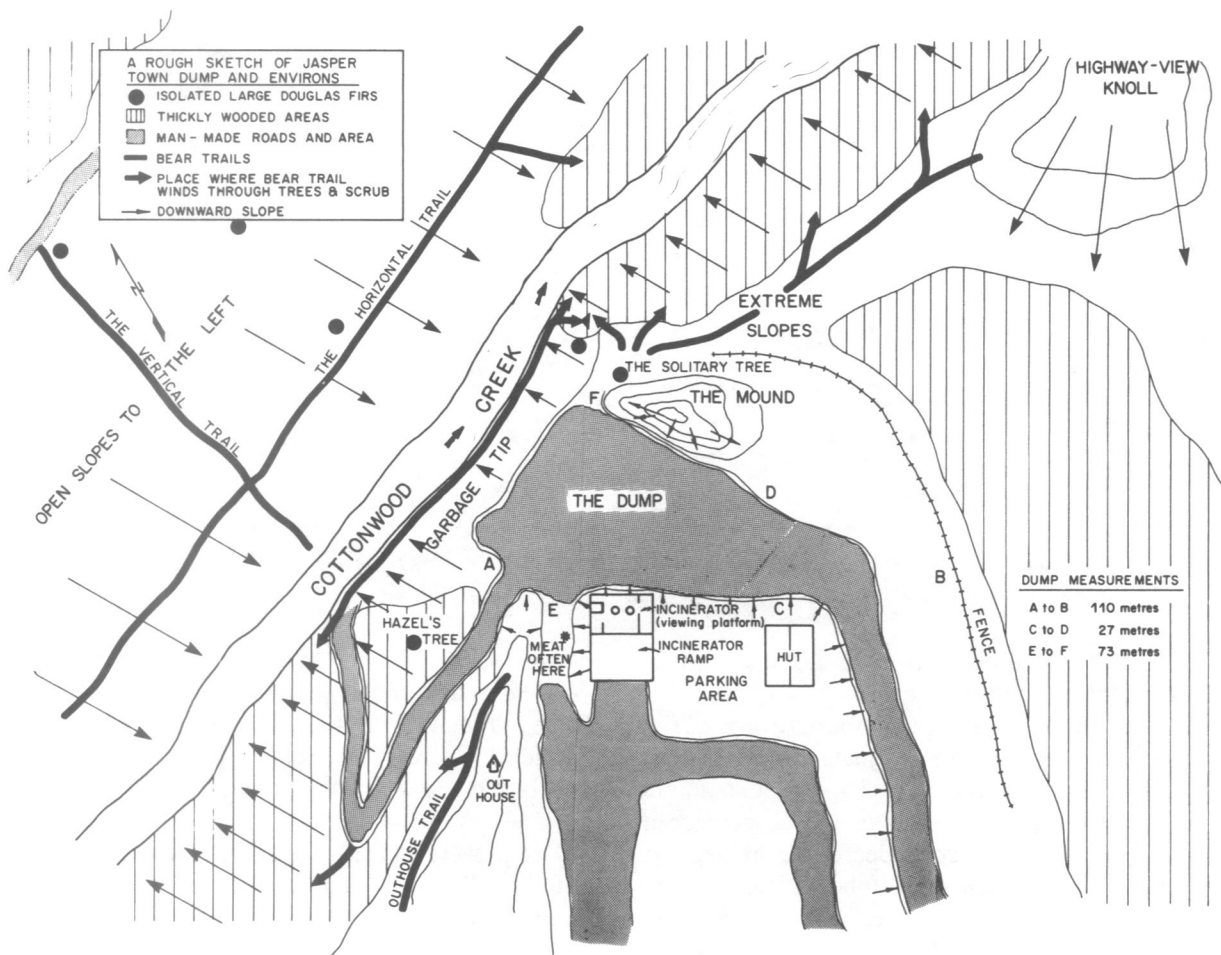 A ROUGH SKETCH OF JASPER
TOWN DUMP AND ENVIRONS
ISOLATED LARGE DOUGLAS FIRS
THICKLY WOODED AREAS
MAN-MADE ROADS AND AREA
BEAR TRAILS
PLACE WHERE BEAR TRAIL
WINDS THROUGH TREES & SCRUB
DOWNWARD SLOPE
HIGHWAY-VIEW
KNOLL
N
THE HORIZONTAL TRAIL
THE VERTICAL TRAIL
OPEN SLOPES TO THE LEFT
COTTONWOOD CREEK
GARBAGE TIP
EXTREME
SLOPES
THE SOLITARY TREE
THE MOUND
F
THE DUMP
D
A
B
FENCE
E
C
HAZEL'S
TREE
MEAT
OFTEN
HERE
INCINERATOR
(viewing platform)
INCINERATOR
RAMP
PARKING
AREA
HUT
OUT
HOUSE
OUTHOUSE TRAIL
DUMP MEASUREMENTS
A to B 110 metres
C to D 27 metres
E to F 73 metres